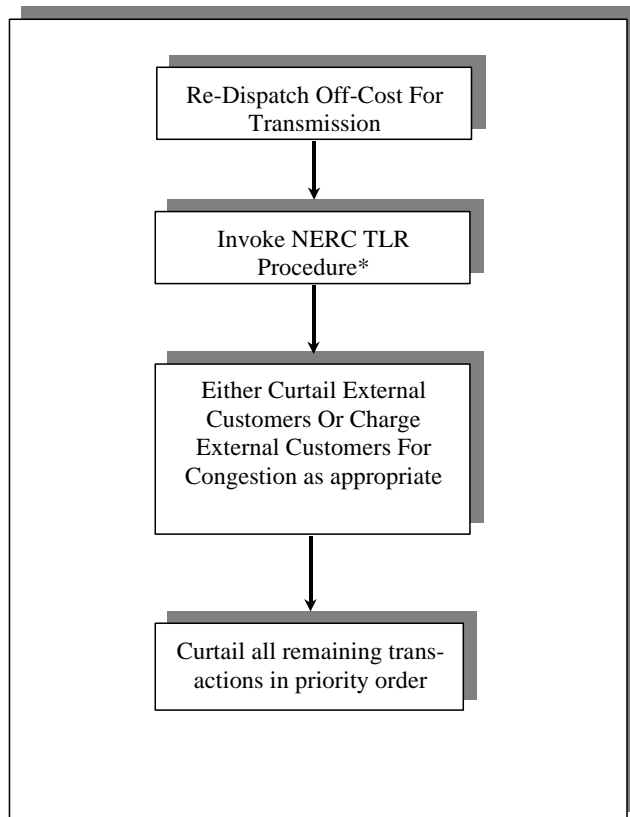 Re-Dispatch Off-Cost For
Transmission
Invoke NERC TLR
Procedure*
Either Curtail External
Customers Or Charge
External Customers For
Congestion as appropriate
Curtail all remaining trans-
actions in priority order